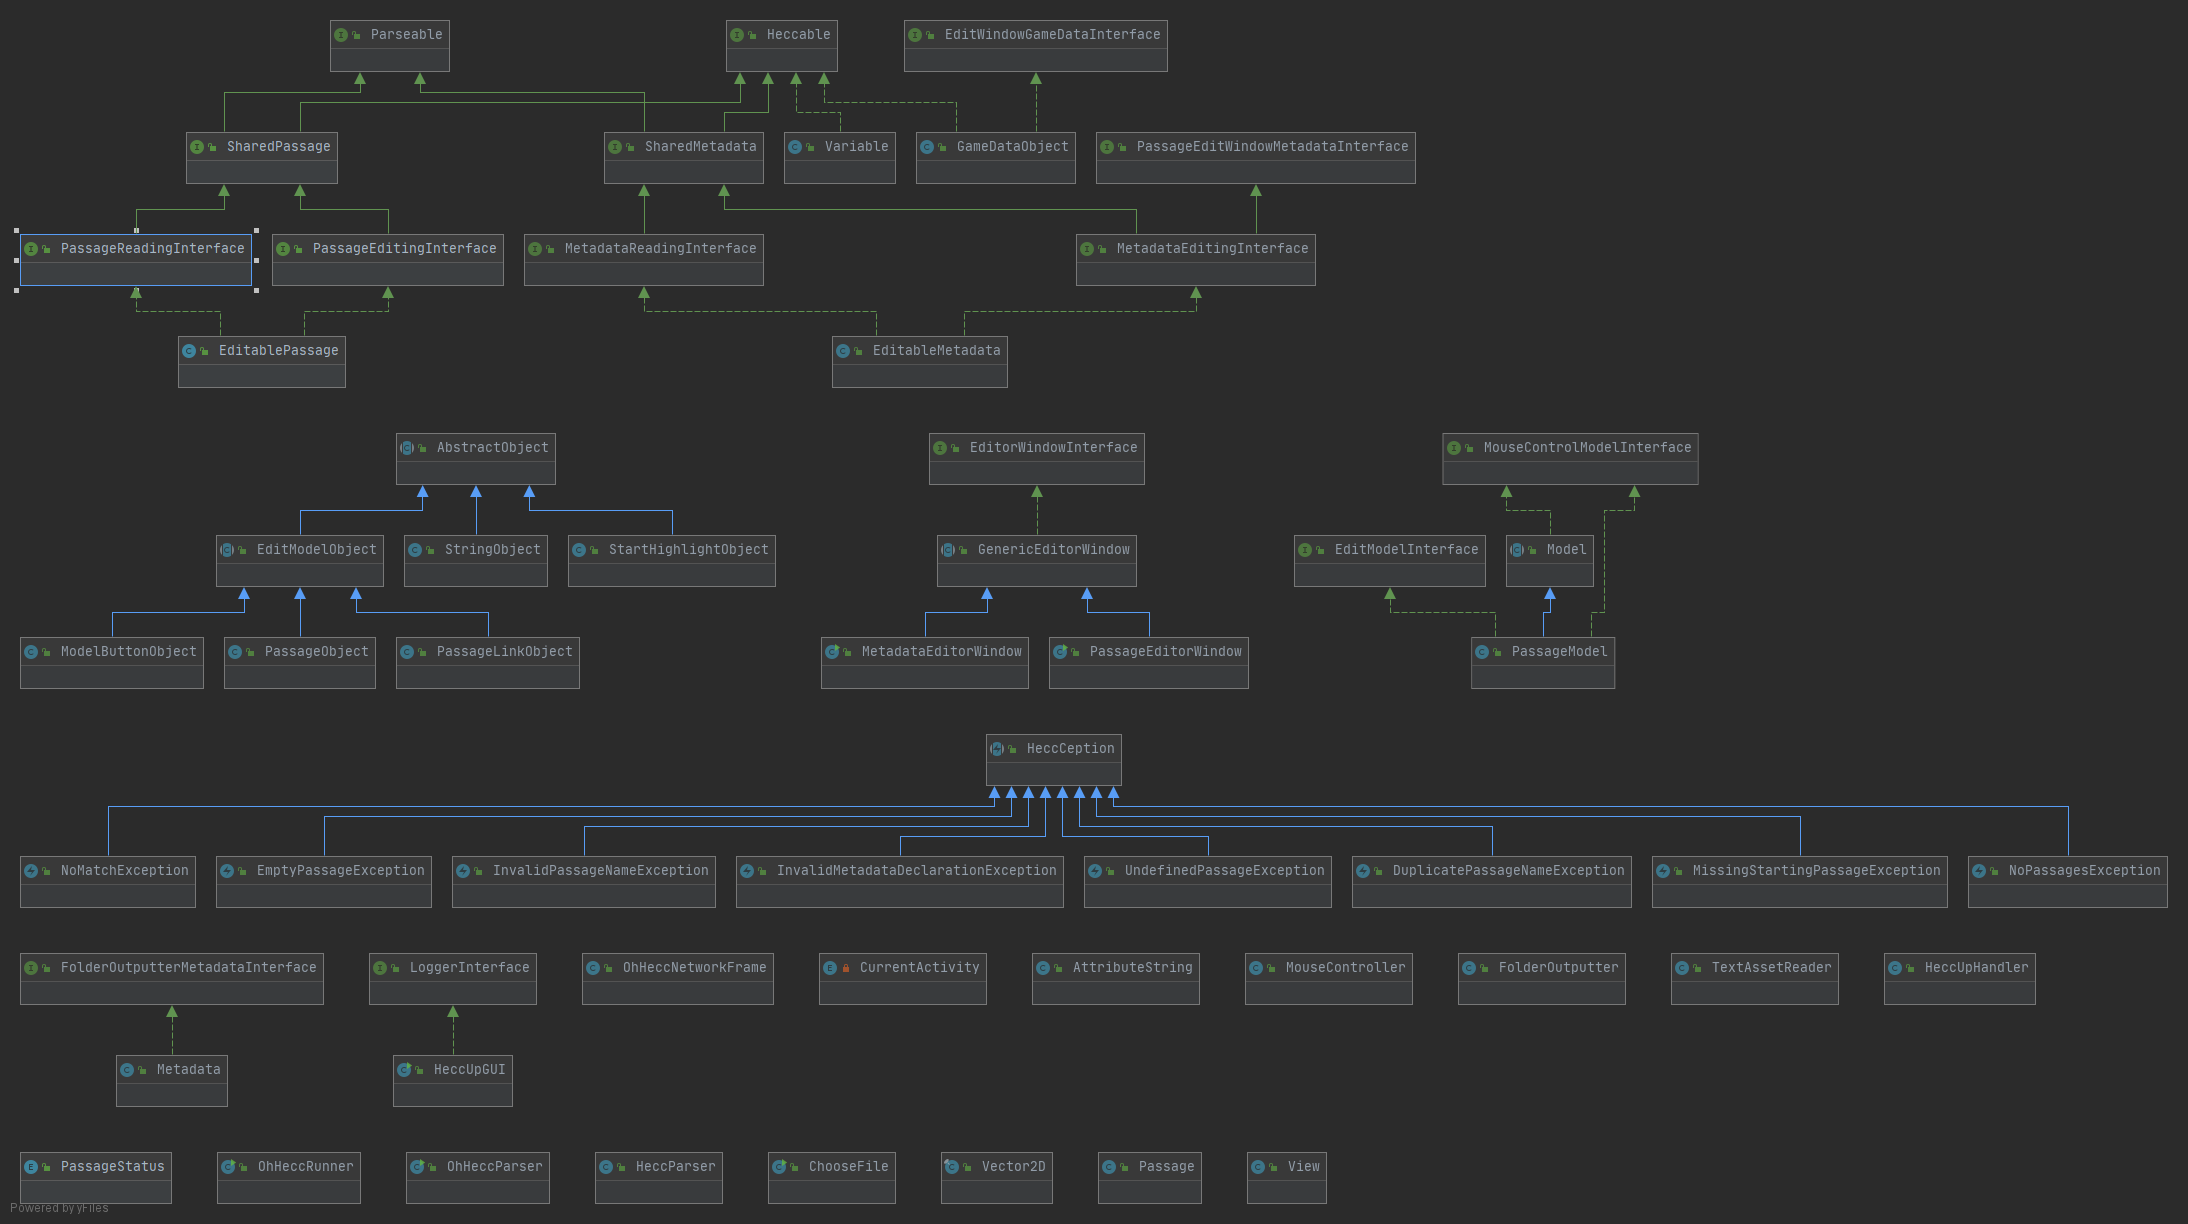 Parseable
Heccable
EditWindowGameDataInterface
SharedPassage
SharedMetadata
Variable
GameDataObject
PassageEditWindowMetadataInterface
PassageReadingInterface
PassageEditingInterface
MetadataReadingInterface
MetadataEditingInterface
EditablePassage
EditableMetadata
AbstractObject
EditorWindowInterface
MouseControlModelInterface
EditModelObject
StringObject
StartHighlightObject
GenericEditorWindow
EditModelInterface
Model
ModelButtonObject
PassageObject
PassageLinkObject
MetadataEditorWindow
PassageEditorWindow
PassageModel
HeccCeption
NoMatchException
EmptyPassageException
InvalidPassageNameException
InvalidMetadataDeclarationException
UndefinedPassageException
DuplicatePassageNameException
MissingStartingPassageException
NoPassagesException
FolderOutputterMetadataInterface
LoggerInterface
OhHeccNetworkFrame
CurrentActivity
AttributeString
MouseController
FolderOutputter
TextAssetReader
HeccUpHandler
Metadata
HeccUpGUI
PassageStatus
OhHeccRunner
OhHeccParser
HeccParser
ChooseFile
Vector2D
Passage
View
Powered by yFiles